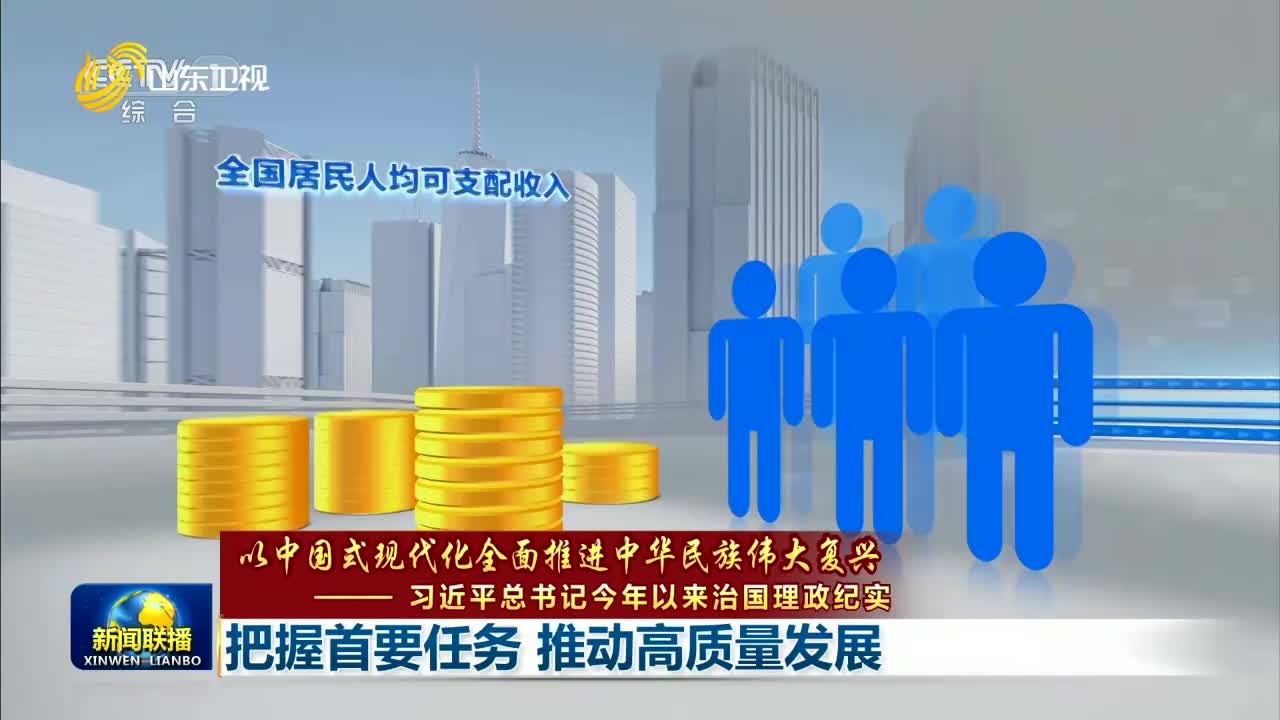 山东卫视
综合
全国居民人均可支配收入
以中国式现代化全面推进中华民族伟大复兴
—— 习近平总书记今年以来治国理政纪实
新闻联播
XINWEN LIANBO
把握首要任务 推动高质量发展